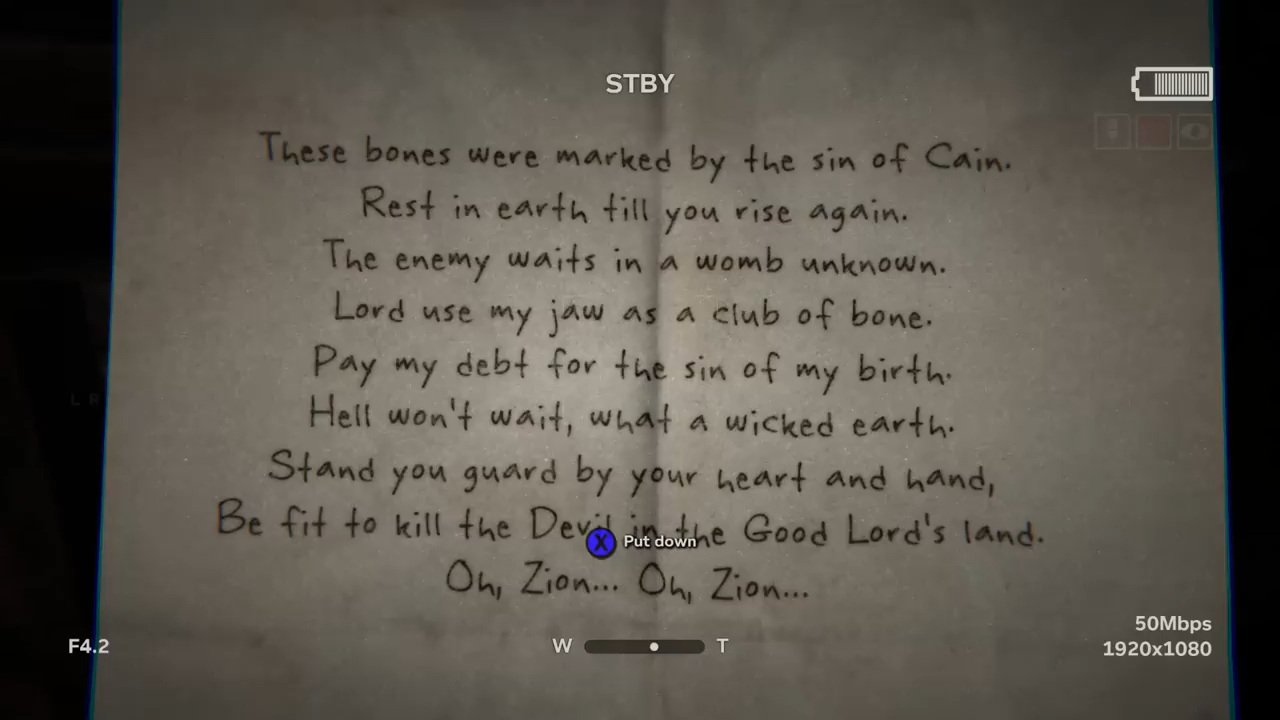 STBY
These bones were marked by the sin of Cain.
Rest in earth till you rise again.
The enemy waits in a womb unknown.
Lord use my jaw as a club of bone.
Pay my debt for the sin of my birth.
Hell won't wait, what a wicked earth.
Stand you guard by your heart and hand,
Be fit to kill the Devil in the Good Lord's land.
X Put down
Oh, Zion... Oh, Zion...
L R
F4.2
W T
50Mbps
1920x1080